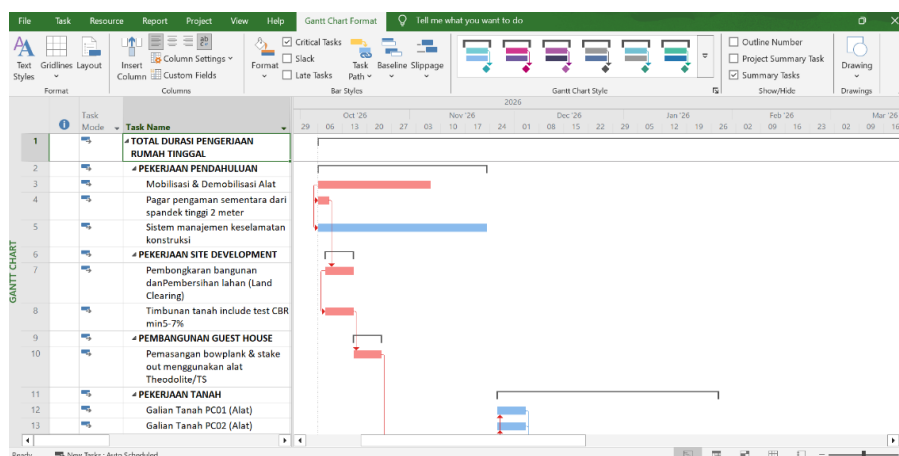 File Task Resource Report Project View Help Gantt Chart Format Tell me what you want to do
Text Styles
Gridlines
Layout
Format
Insert Column
Column Settings
Custom Fields
Columns
Format
Critical Tasks
Slack
Late Tasks
Task Path
Baseline
Slippage
Bar Styles
Gantt Chart Style
Outline Number
Project Summary Task
Summary Tasks
Show/Hide
Drawing
Drawings
2026
Oct '26 Nov '26 Dec '26 Jan '26 Feb '26 Mar '26
29 06 13 20 27 03 10 17 24 01 08 15 22 29 05 12 19 26 02 09 16 23 02 09 16
Task Mode
Task Name
GANTT CHART
1 TOTAL DURASI PENGERJAAN
RUMAH TINGGAL
2 PEKERJAAN PENDAHULUAN
3 Mobilisasi & Demobilisasi Alat
4 Pagar pengaman sementara dari
spandek tinggi 2 meter
5 Sistem manajemen keselamatan
konstruksi
6 PEKERJAAN SITE DEVELOPMENT
7 Pembongkaran bangunan
danPembersihan lahan (Land
Clearing)
8 Timbunan tanah include test CBR
min5-7%
9 PEMBANGUNAN GUEST HOUSE
10 Pemasangan bowplank & stake
out menggunakan alat
Theodolite/TS
11 PEKERJAAN TANAH
12 Galian Tanah PC01 (Alat)
13 Galian Tanah PC02 (Alat)
Ready New Tasks : Auto Scheduled